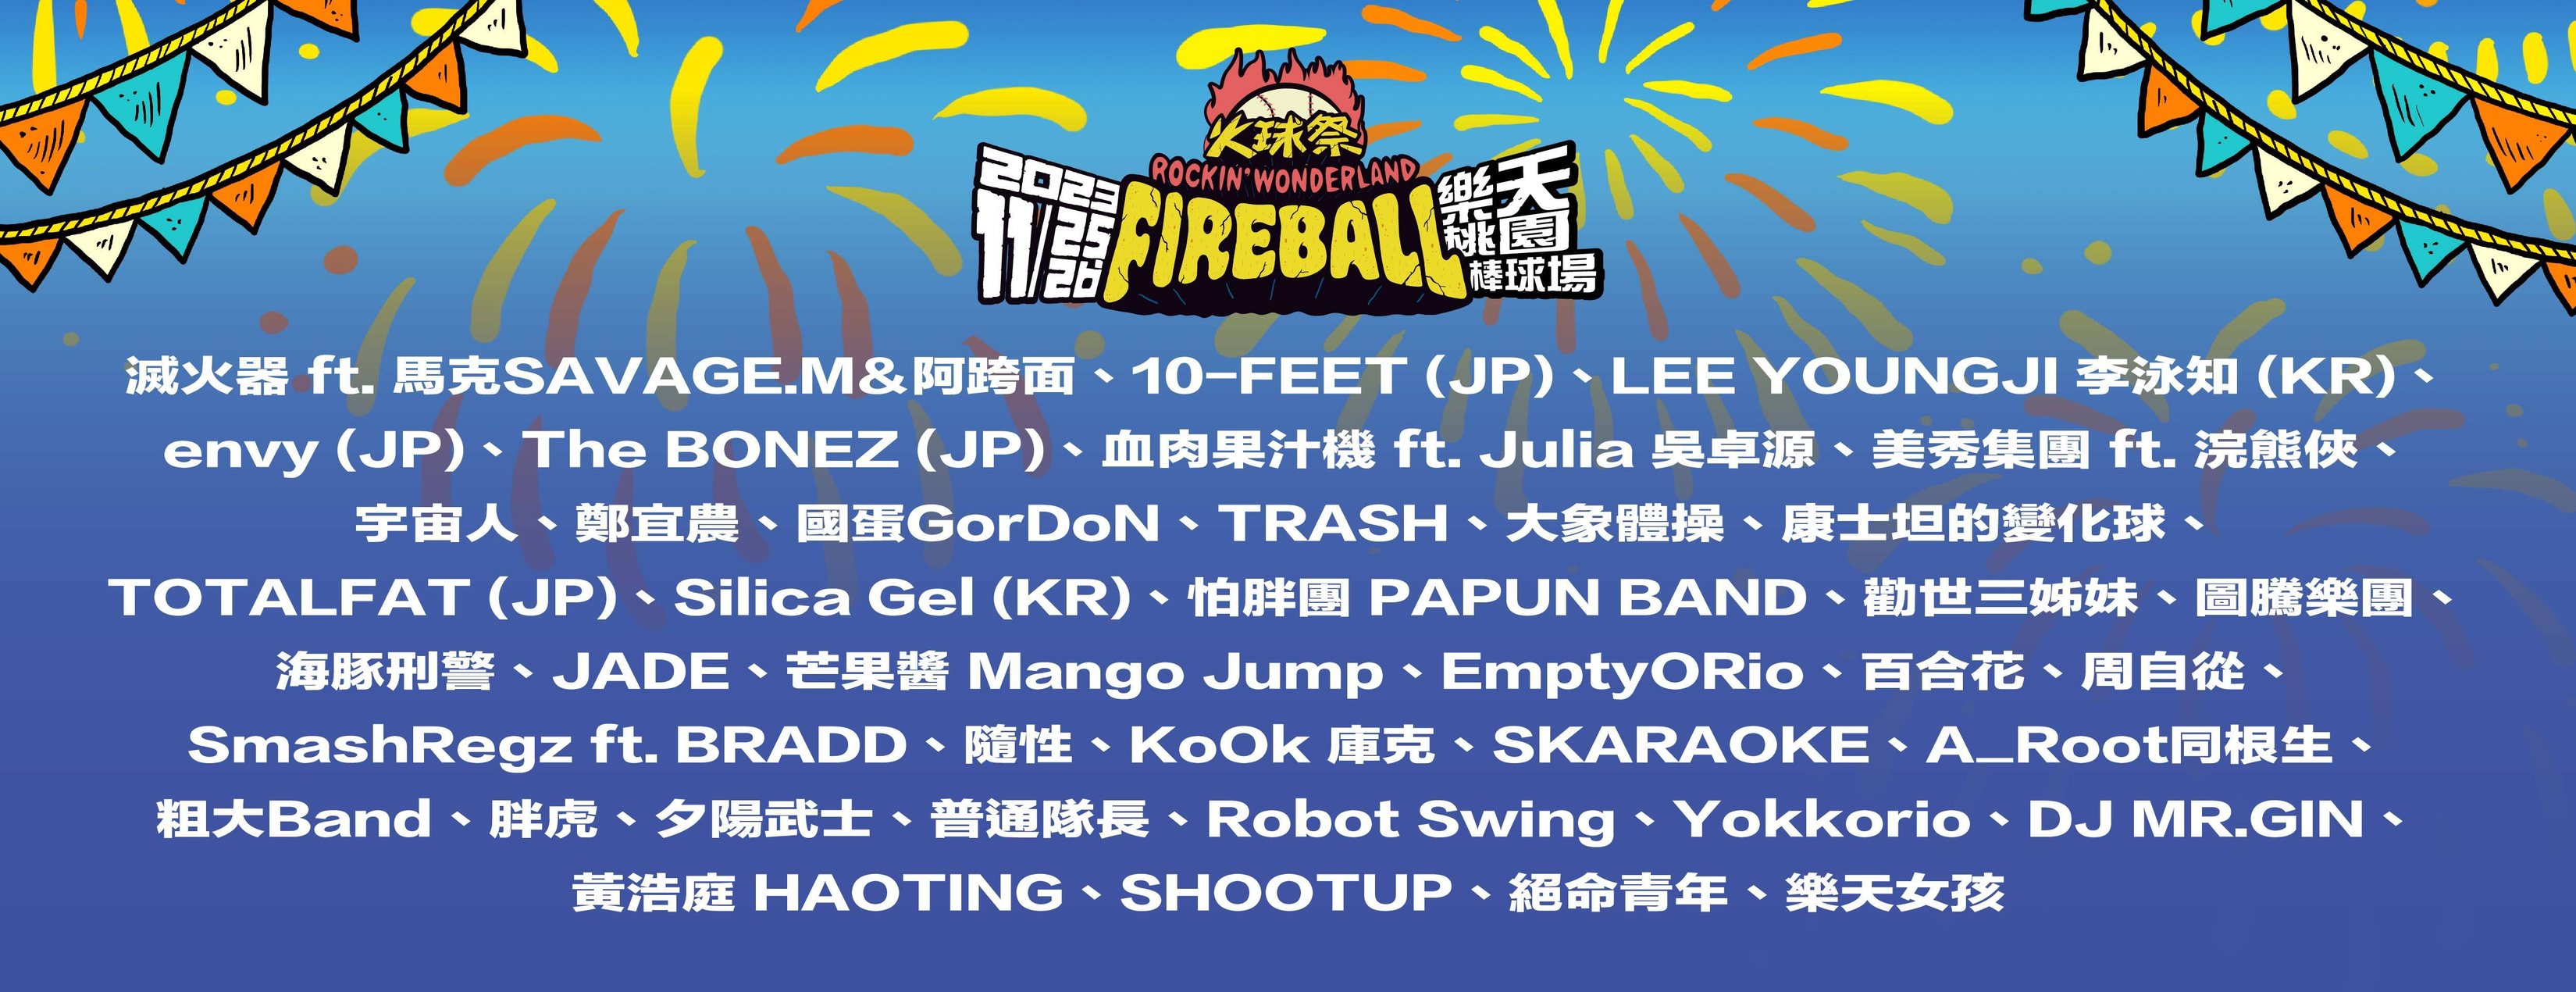 火球祭
ROCKIN' WONDERLAND
FIREBALL
2023
11/25 26
樂天
桃園
棒球場
滅火器 ft. 馬克SAVAGE.M&阿跨面、10-FEET (JP)、LEE YOUNGJI 李泳知 (KR)、
envy (JP)、The BONEZ (JP)、血肉果汁機 ft. Julia 吳卓源、美秀集團 ft. 浣熊俠、
宇宙人、鄭宜農、國蛋GorDoN、TRASH、大象體操、康士坦的變化球、
TOTALFAT (JP)、Silica Gel (KR)、怕胖團 PAPUN BAND、勸世三姊妹、圖騰樂團、
海豚刑警、JADE、芒果醬 Mango Jump、EmptyORio、百合花、周自從、
SmashRegz ft. BRADD、隨性、KoOk 庫克、SKARAOKE、A_Root同根生、
粗大Band、胖虎、夕陽武士、普通隊長、Robot Swing、Yokkorio、DJ MR.GIN、
黃浩庭 HAOTING、SHOOTUP、絕命青年、樂天女孩